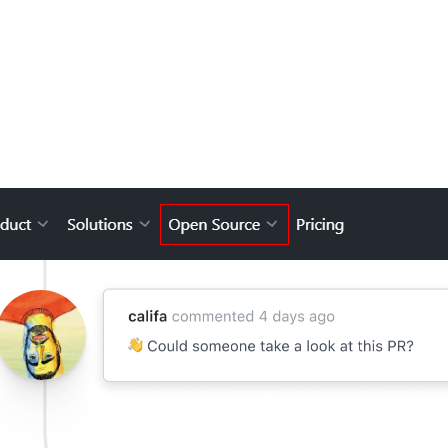 duct Solutions Open Source Pricing
califa commented 4 days ago
👋 Could someone take a look at this PR?